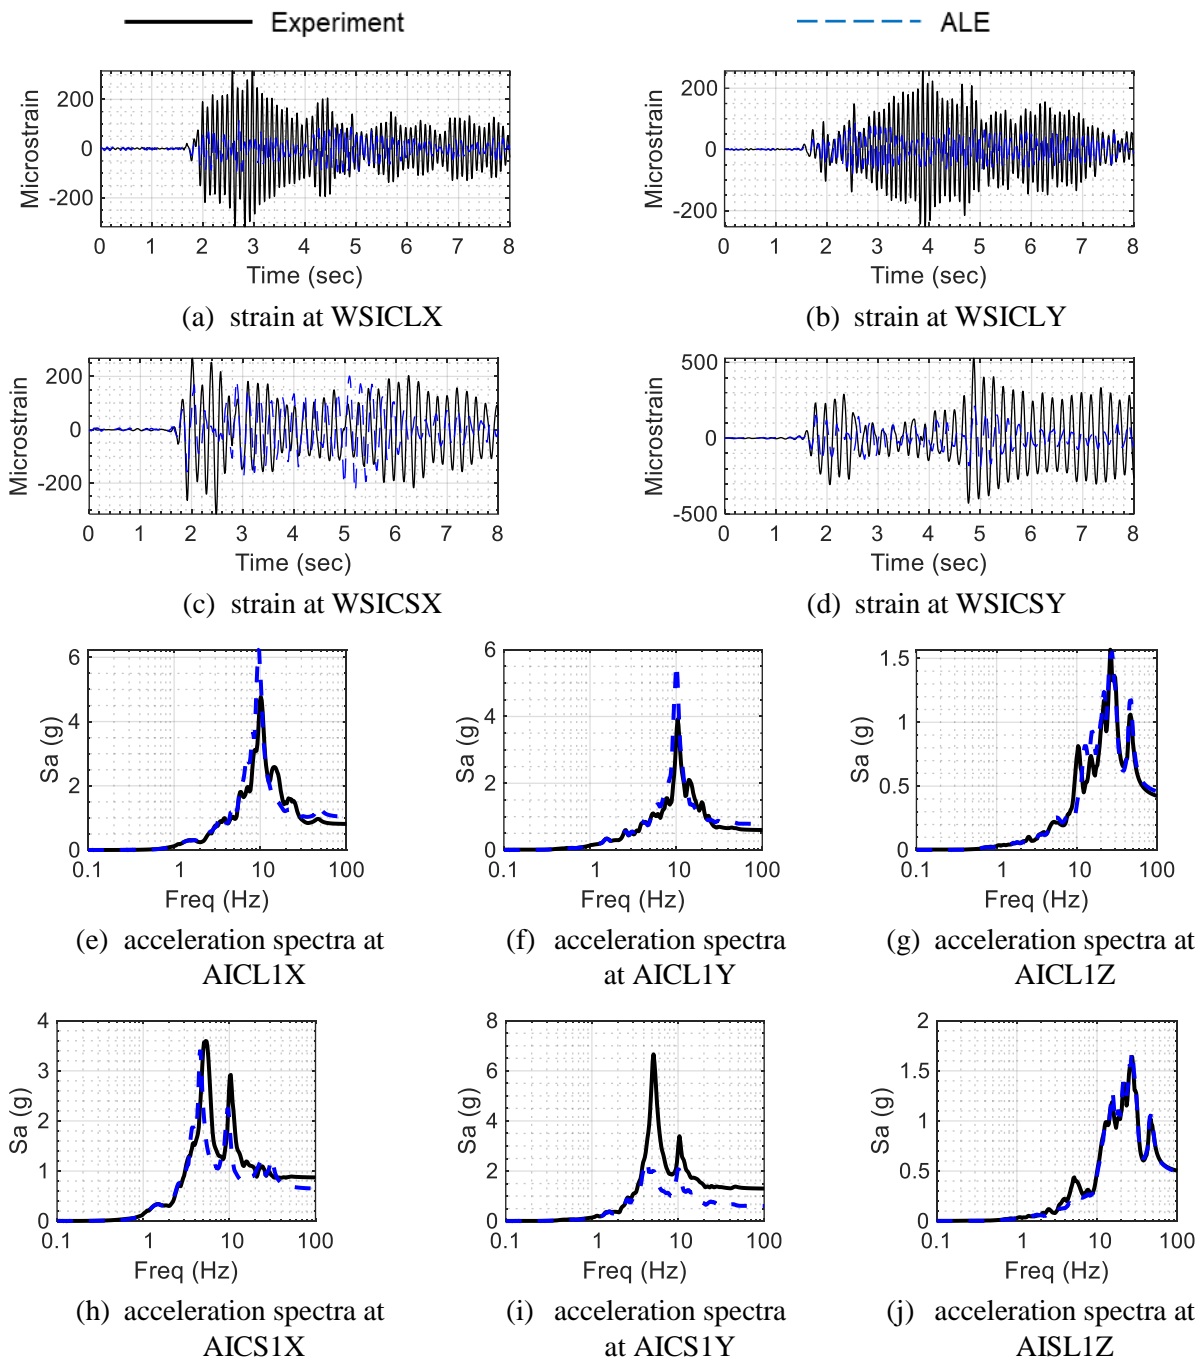 Experiment
ALE
200
0
-200
Microstrain
0 1 2 3 4 5 6 7 8
Time (sec)
(a) strain at WSICLX
200
0
-200
Microstrain
0 1 2 3 4 5 6 7 8
Time (sec)
(b) strain at WSICLY
200
0
-200
Microstrain
0 1 2 3 4 5 6 7 8
Time (sec)
(c) strain at WSICSX
500
0
-500
Microstrain
0 1 2 3 4 5 6 7 8
Time (sec)
(d) strain at WSICSY
6
4
2
0
Sa (g)
0.1 1 10 100
Freq (Hz)
(e) acceleration spectra at
AICL1X
6
4
2
0
Sa (g)
0.1 1 10 100
Freq (Hz)
(f) acceleration spectra
at AICL1Y
1.5
1
0.5
0
Sa (g)
0.1 1 10 100
Freq (Hz)
(g) acceleration spectra at
AICL1Z
4
3
2
1
0
Sa (g)
0.1 1 10 100
Freq (Hz)
(h) acceleration spectra at
AICS1X
8
6
4
2
0
Sa (g)
0.1 1 10 100
Freq (Hz)
(i) acceleration spectra
at AICS1Y
2
1.5
1
0.5
0
Sa (g)
0.1 1 10 100
Freq (Hz)
(j) acceleration spectra at
AISL1Z